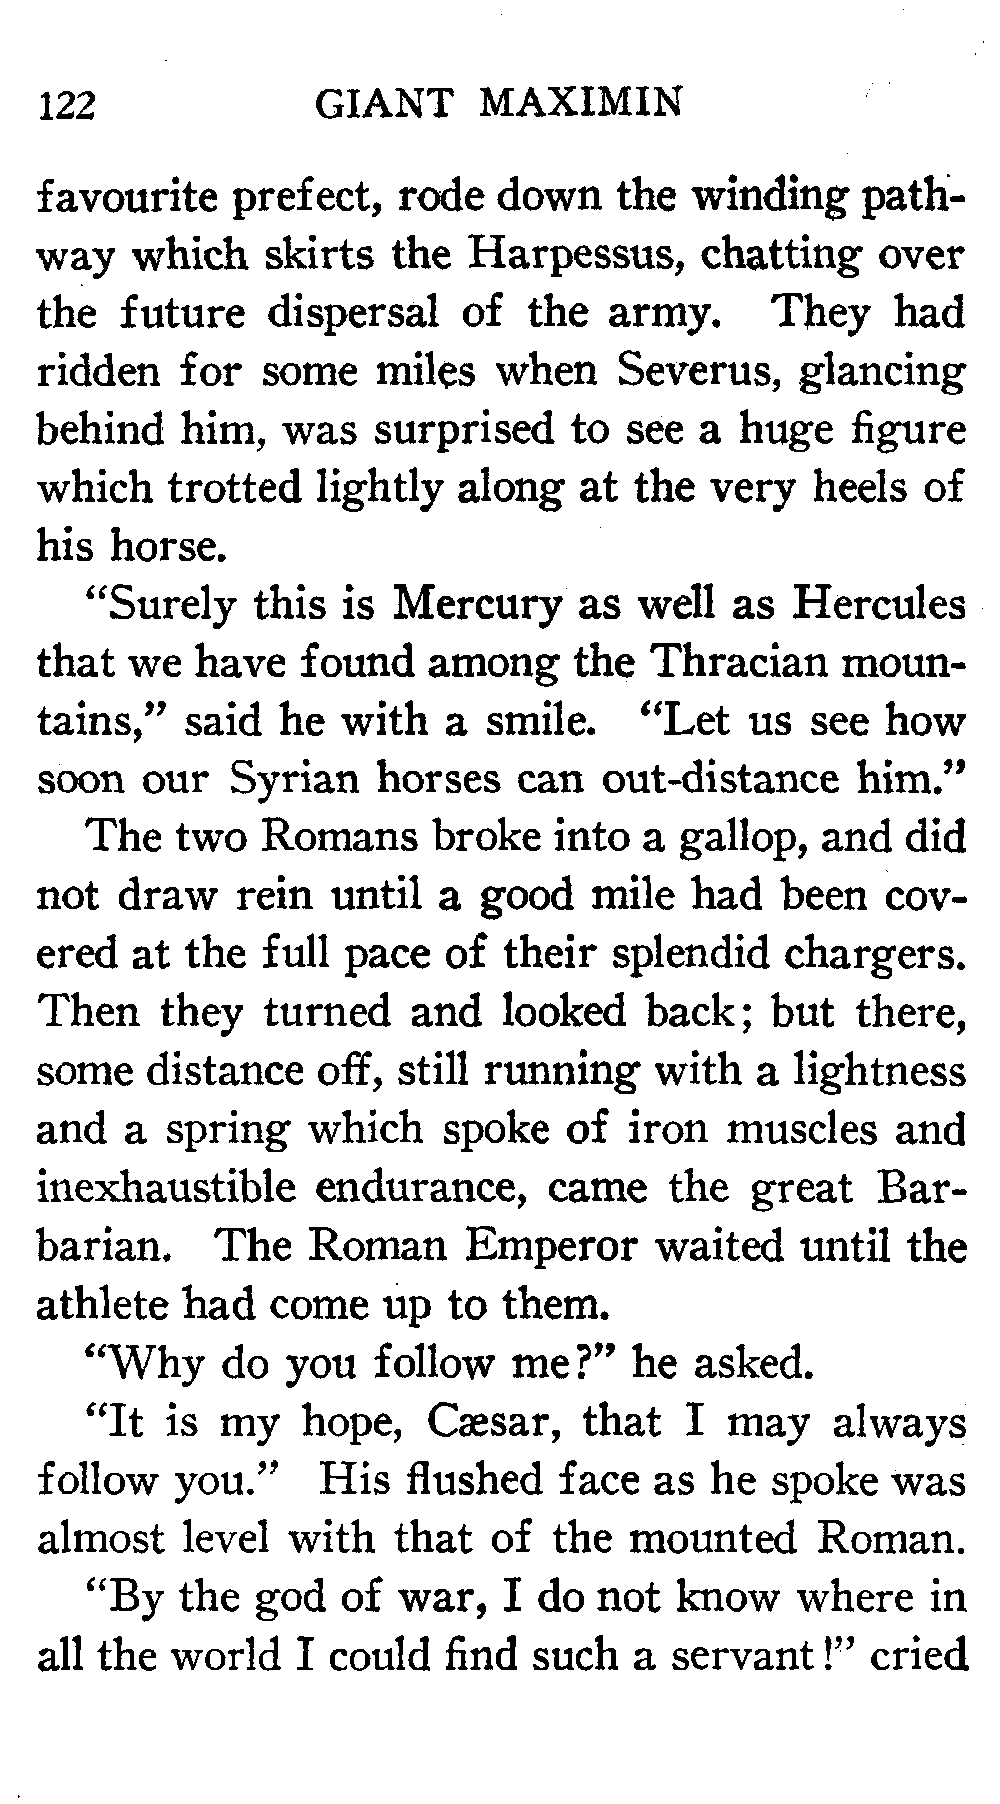 122 GIANT MAXIMIN
favourite prefect, rode down the winding path-
way which skirts the Harpessus, chatting over
the future dispersal of the army. They had
ridden for some miles when Severus, glancing
behind him, was surprised to see a huge figure
which trotted lightly along at the very heels of
his horse.
“Surely this is Mercury as well as Hercules
that we have found among the Thracian moun-
tains,” said he with a smile. “Let us see how
soon our Syrian horses can out-distance him.”
The two Romans broke into a gallop, and did
not draw rein until a good mile had been cov-
ered at the full pace of their splendid chargers.
Then they turned and looked back; but there,
some distance off, still running with a lightness
and a spring which spoke of iron muscles and
inexhaustible endurance, came the great Bar-
barian. The Roman Emperor waited until the
athlete had come up to them.
“Why do you follow me?” he asked.
“It is my hope, Cæsar, that I may always
follow you.” His flushed face as he spoke was
almost level with that of the mounted Roman.
“By the god of war, I do not know where in
all the world I could find such a servant!” cried